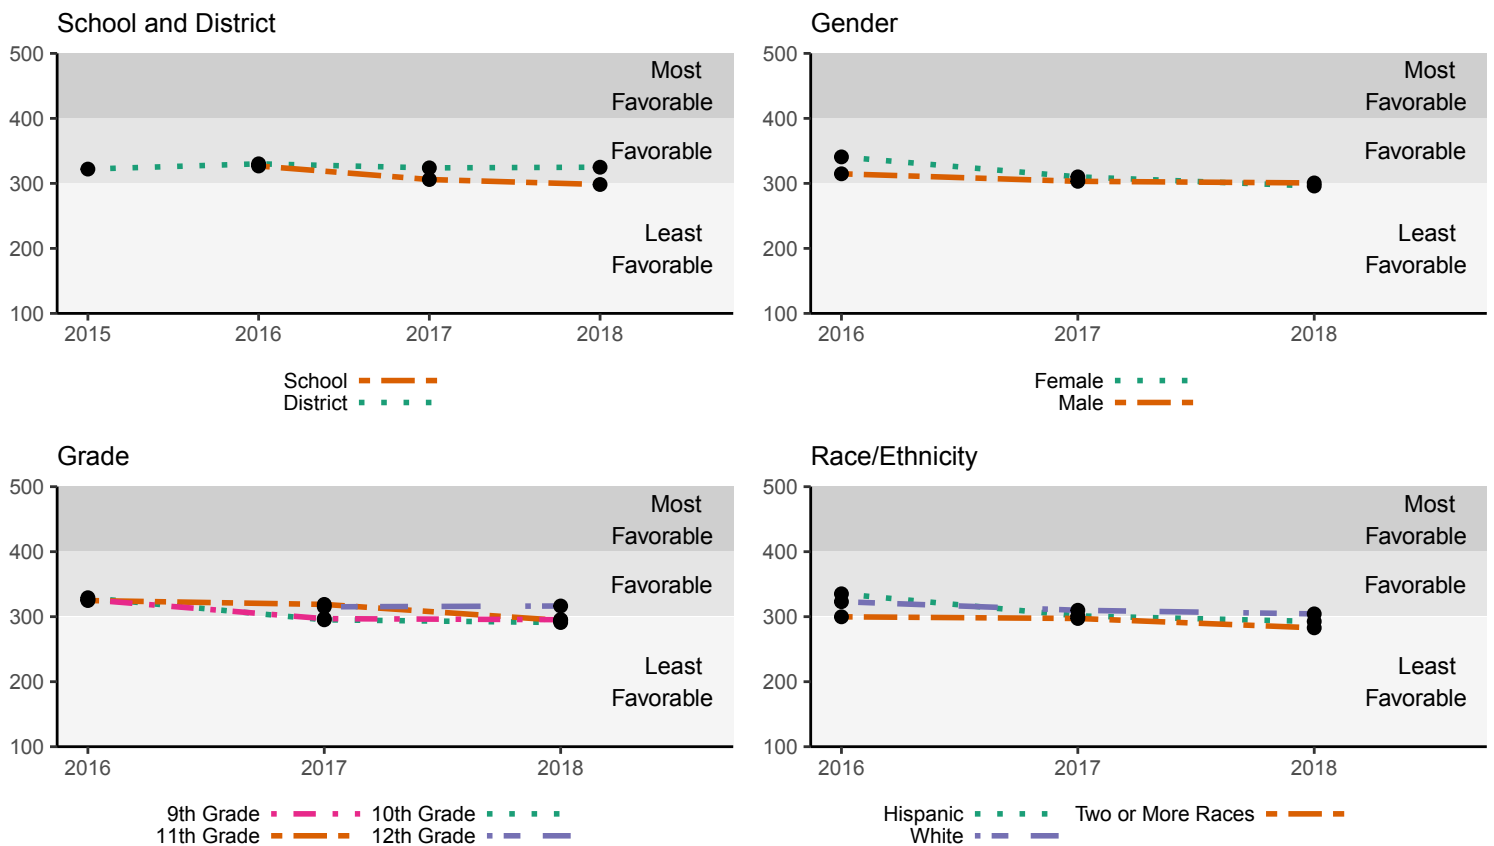 School and District
500
400
300
200
100
Most
Favorable
Favorable
Least
Favorable
2015 2016 2017 2018
School
District
Gender
500
400
300
200
100
Most
Favorable
Favorable
Least
Favorable
2016 2017 2018
Female
Male
Grade
500
400
300
200
100
Most
Favorable
Favorable
Least
Favorable
2016 2017 2018
9th Grade 10th Grade
11th Grade 12th Grade
Race/Ethnicity
500
400
300
200
100
Most
Favorable
Favorable
Least
Favorable
2016 2017 2018
Hispanic Two or More Races
White